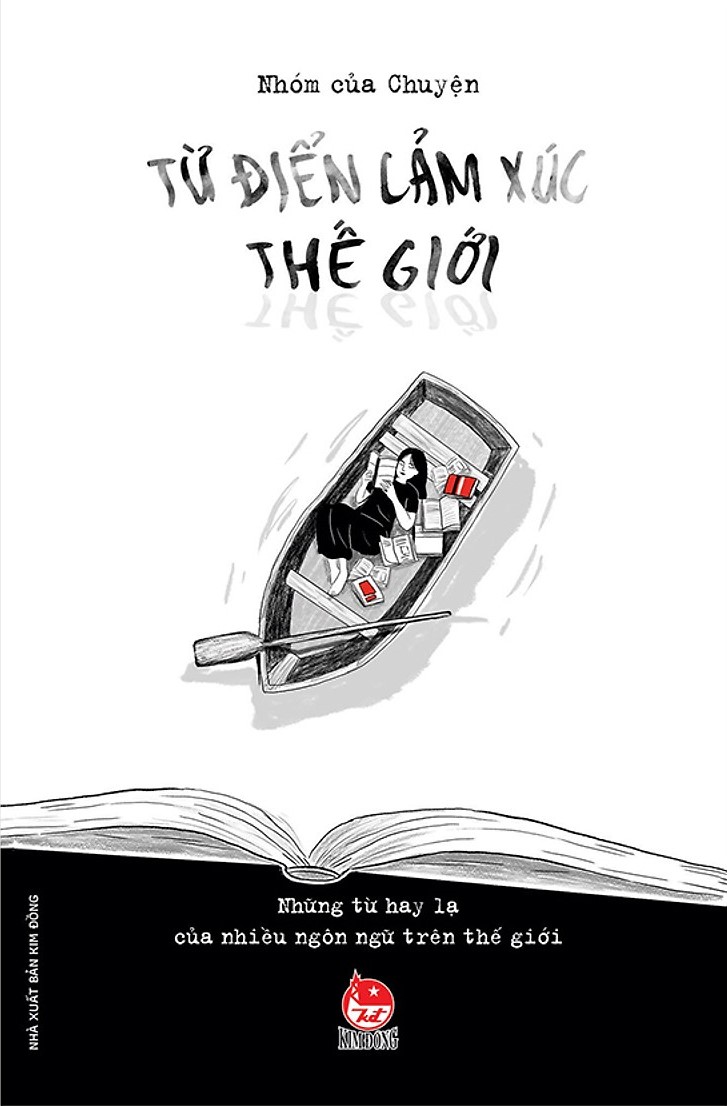 Nhóm của Chuyện
TỪ ĐIỂN CẢM XÚC
THẾ GIỚI
Những từ hay lạ
của nhiều ngôn ngữ trên thế giới
NHÀ XUẤT BẢN KIM ĐỒNG
KĐ
KIM ĐỒNG